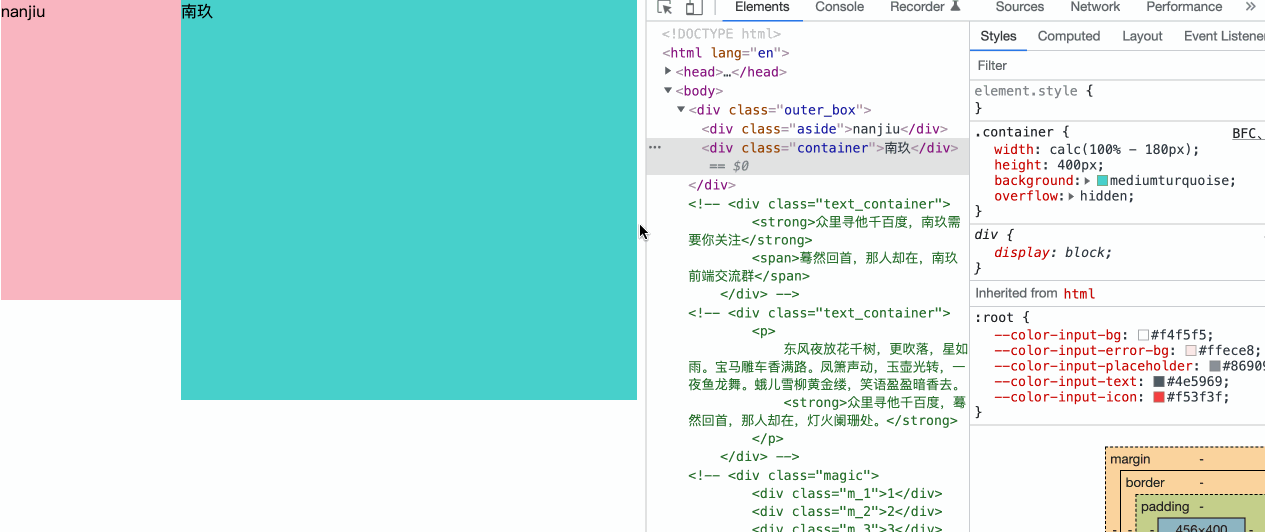 nanjiu
南玖
Elements Console Recorder Sources Network Performance »
<!DOCTYPE html>
<html lang="en">
<head>…</head>
<body>
<div class="outer_box">
<div class="aside">nanjiu</div>
<div class="container">南玖</div>
== $0
</div>
<!-- <div class="text_container">
<strong>众里寻他千百度，南玖需
要你关注</strong>
<span>蓦然回首，那人却在，南玖
前端交流群</span>
</div> -->
<!-- <div class="text_container">
<p>
东风夜放花千树，更吹落，星如
雨。宝马雕车香满路。凤箫声动，玉壶光转，一
夜鱼龙舞。蛾儿雪柳黄金缕，笑语盈盈暗香去。
<strong>众里寻他千百度，蓦
然回首，那人却在，灯火阑珊处。</strong>
</p>
</div> -->
<!-- <div class="magic">
<div class="m_1">1</div>
<div class="m_2">2</div>
<div class="m_3">3</div>
Styles Computed Layout Event Listener
Filter
element.style {
}
.container { BFC、
width: calc(100% - 180px);
height: 400px;
background: mediumturquoise;
overflow: hidden;
}
div {
display: block;
}
Inherited from html
:root {
--color-input-bg: #f4f5f5;
--color-input-error-bg: #ffece8;
--color-input-placeholder: #86909
--color-input-text: #4e5969;
--color-input-icon: #f53f3f;
}
margin -
border -
padding -
- - - 456×400 - - -